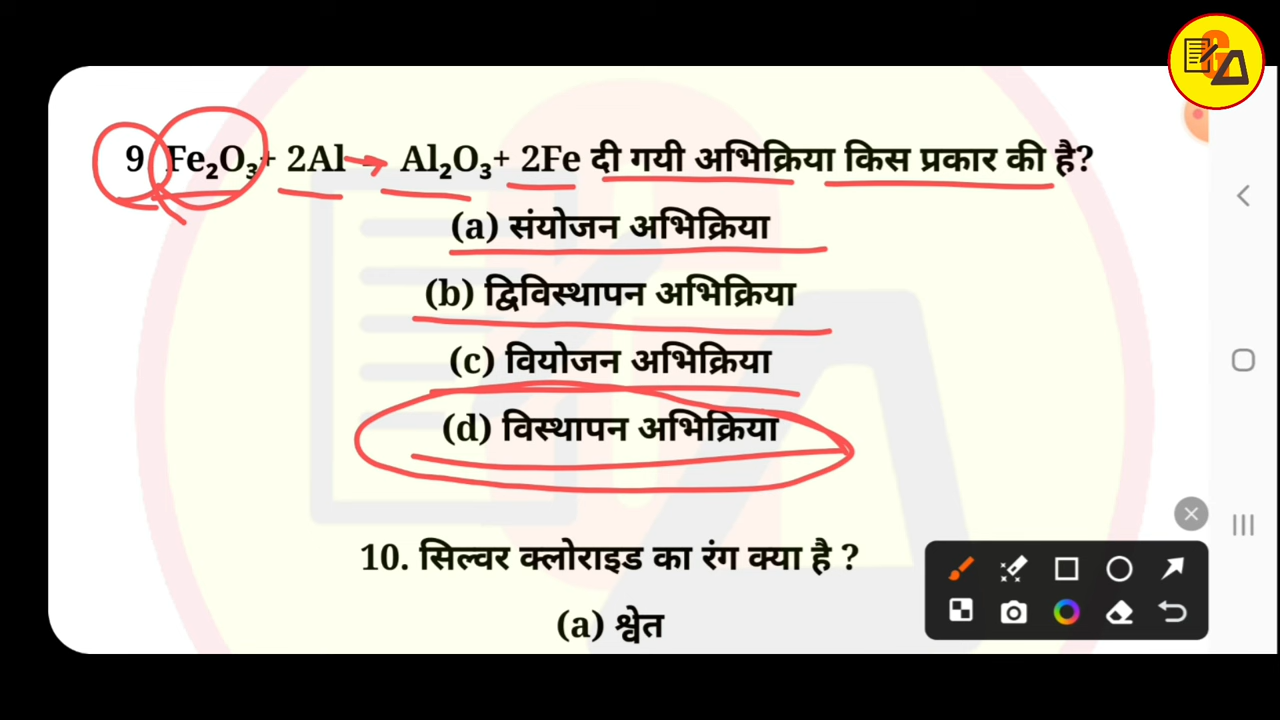 9 Fe₂O₃+ 2Al → Al₂O₃+ 2Fe दी गयी अभिक्रिया किस प्रकार की है?
(a) संयोजन अभिक्रिया
(b) द्विविस्थापन अभिक्रिया
(c) वियोजन अभिक्रिया
(d) विस्थापन अभिक्रिया
10. सिल्वर क्लोराइड का रंग क्या है ?
(a) श्वेत